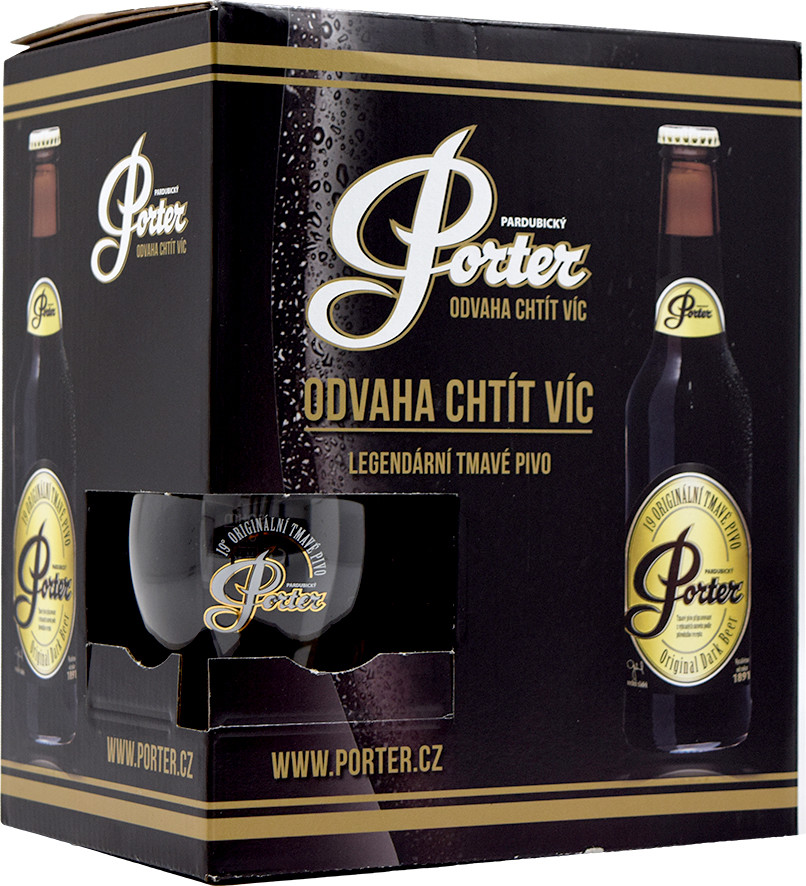 PARDUBICKÝ
Porter
ODVAHA CHTÍT VÍC
Porter
19 ORIGINÁLNÍ TMAVÉ PIVO
Porter
Original Dark Beer
1891
WWW.PORTER.CZ
PARDUBICKÝ
Porter
ODVAHA CHTÍT VÍC
ODVAHA CHTÍT VÍC
LEGENDÁRNÍ TMAVÉ PIVO
19° ORIGINÁLNÍ TMAVÉ PIVO
PARDUBICKÝ
Porter
WWW.PORTER.CZ
Porter
19 ORIGINÁLNÍ TMAVÉ PIVO
Porter
Original Dark Beer
1891